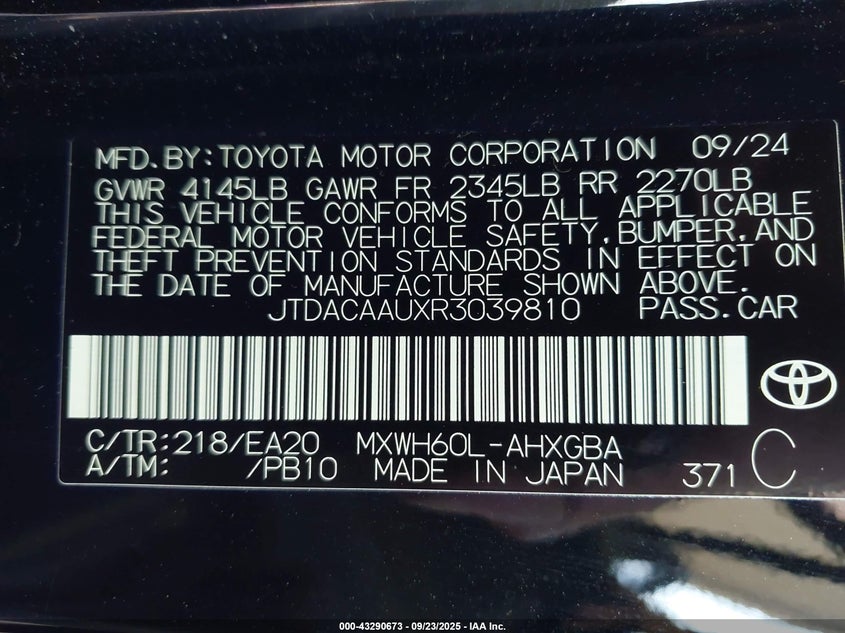 MFD.BY:TOYOTA MOTOR CORPORATION 09/24
GVWR 4145LB GAWR FR 2345LB RR 2270LB
THIS VEHICLE CONFORMS TO ALL APPLICABLE
FEDERAL MOTOR VEHICLE SAFETY,BUMPER,AND
THEFT PREVENTION STANDARDS IN EFFECT ON
THE DATE OF MANUFACTURE SHOWN ABOVE.
JTDACAAUXR3039810 PASS.CAR
C/TR:218/EA20 MXWH60L-AHXGBA
A/TM: /PB10 MADE IN JAPAN 371 C
000-43290673 - 09/23/2025 - IAA Inc.